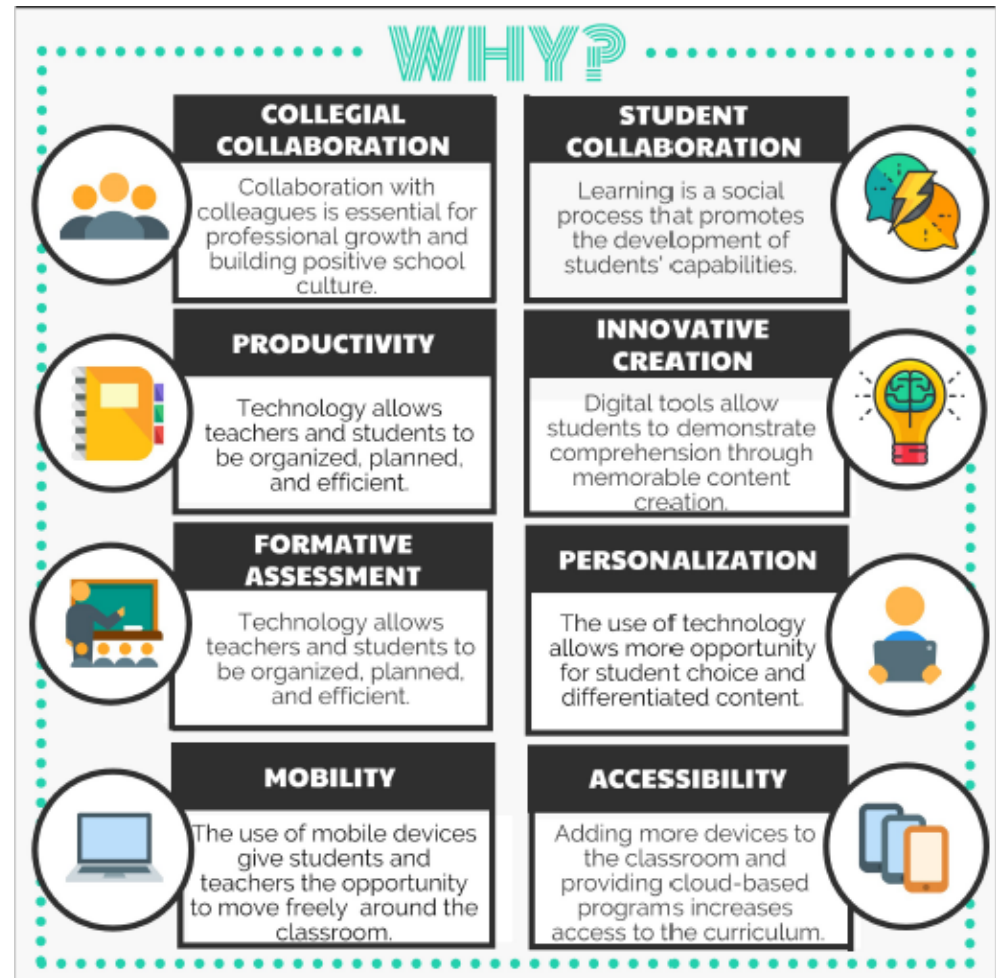 WHY?
COLLEGIAL
COLLABORATION
Collaboration with
colleagues is essential for
professional growth and
building positive school
culture.
STUDENT
COLLABORATION
Learning is a social
process that promotes
the development of
students' capabilities.
PRODUCTIVITY
Technology allows
teachers and students to
be organized, planned,
and efficient.
INNOVATIVE
CREATION
Digital tools allow
students to demonstrate
comprehension through
memorable content
creation.
FORMATIVE
ASSESSMENT
Technology allows
teachers and students to
be organized, planned,
and efficient.
PERSONALIZATION
The use of technology
allows more opportunity
for student choice and
differentiated content.
MOBILITY
The use of mobile devices
give students and
teachers the opportunity
to move freely around the
classroom.
ACCESSIBILITY
Adding more devices to
the classroom and
providing cloud-based
programs increases
access to the curriculum.